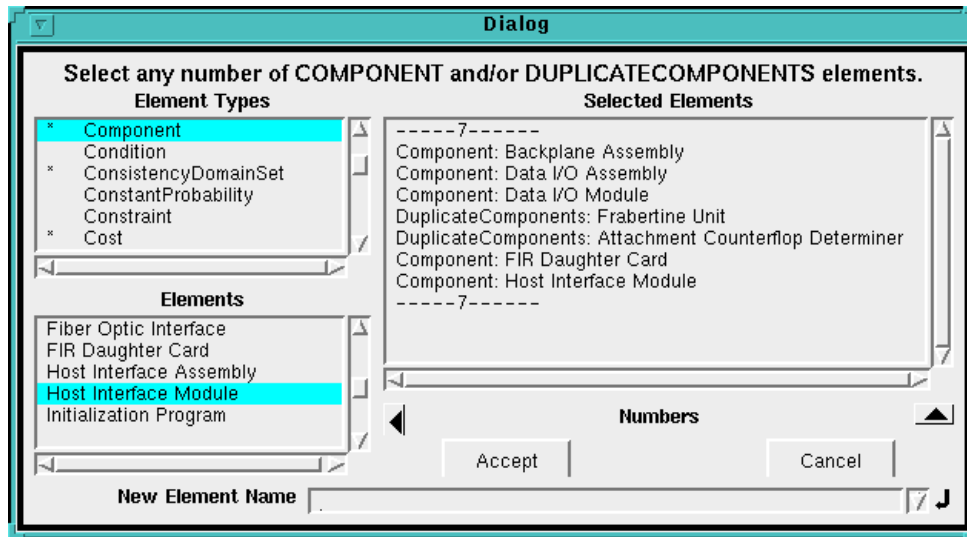 Dialog
Select any number of COMPONENT and/or DUPLICATECOMPONENTS elements.
Element Types
* Component
Condition
* ConsistencyDomainSet
ConstantProbability
Constraint
* Cost
Elements
Fiber Optic Interface
FIR Daughter Card
Host Interface Assembly
Host Interface Module
Initialization Program
Selected Elements
-----7------
Component: Backplane Assembly
Component: Data I/O Assembly
Component: Data I/O Module
DuplicateComponents: Frabertine Unit
DuplicateComponents: Attachment Counterflop Determiner
Component: FIR Daughter Card
Component: Host Interface Module
-----7------
Numbers
Accept
Cancel
New Element Name